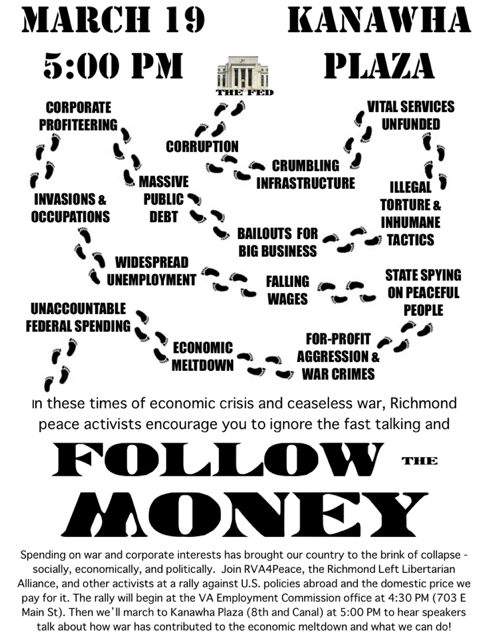 MARCH 19 KANAWHA
5:00 PM PLAZA
THE FED
CORPORATE
PROFITEERING
VITAL SERVICES
UNFUNDED
CORRUPTION
CRUMBLING
INFRASTRUCTURE
MASSIVE
PUBLIC
DEBT
INVASIONS &
OCCUPATIONS
ILLEGAL
TORTURE &
INHUMANE
TACTICS
BAILOUTS FOR
BIG BUSINESS
WIDESPREAD
UNEMPLOYMENT
FALLING
WAGES
STATE SPYING
ON PEACEFUL
PEOPLE
UNACCOUNTABLE
FEDERAL SPENDING
ECONOMIC
MELTDOWN
FOR-PROFIT
AGGRESSION &
WAR CRIMES
In these times of economic crisis and ceaseless war, Richmond
peace activists encourage you to ignore the fast talking and
FOLLOW THE
MONEY
Spending on war and corporate interests has brought our country to the brink of collapse -
socially, economically, and politically. Join RVA4Peace, the Richmond Left Libertarian
Alliance, and other activists at a rally against U.S. policies abroad and the domestic price we
pay for it. The rally will begin at the VA Employment Commission office at 4:30 PM (703 E
Main St). Then we'll march to Kanawha Plaza (8th and Canal) at 5:00 PM to hear speakers
talk about how war has contributed to the economic meltdown and what we can do!